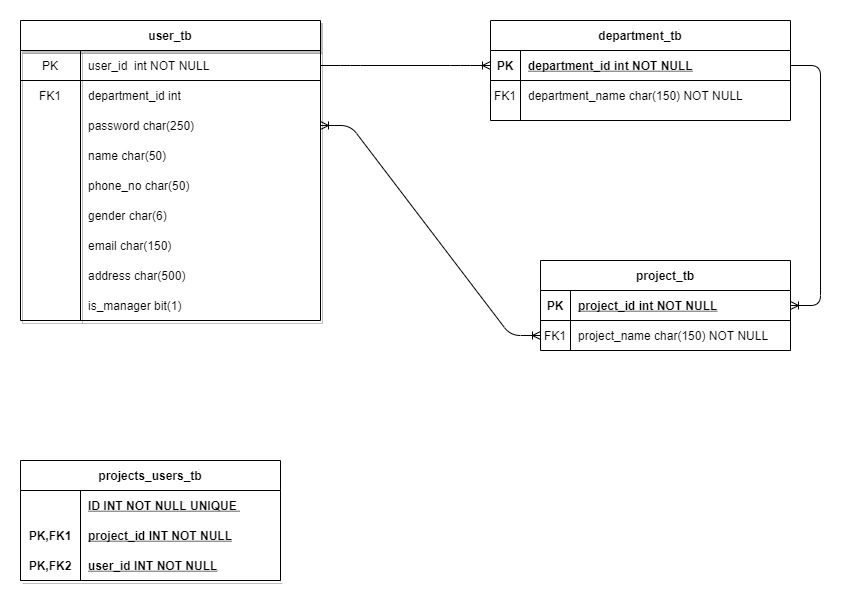 user_tb
PK user_id int NOT NULL
FK1 department_id int
password char(250)
name char(50)
phone_no char(50)
gender char(6)
email char(150)
address char(500)
is_manager bit(1)
department_tb
PK department_id int NOT NULL
FK1 department_name char(150) NOT NULL
project_tb
PK project_id int NOT NULL
FK1 project_name char(150) NOT NULL
projects_users_tb
ID INT NOT NULL UNIQUE
PK,FK1 project_id INT NOT NULL
PK,FK2 user_id INT NOT NULL